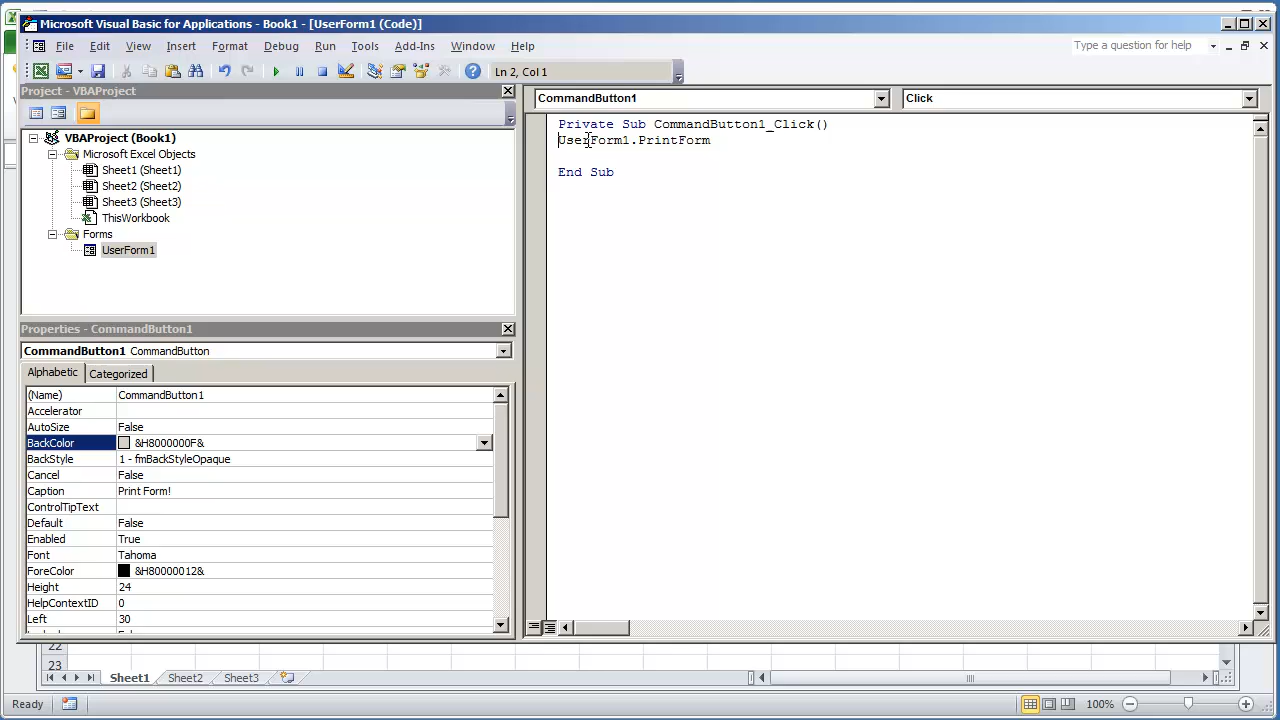 Microsoft Visual Basic for Applications - Book1 - [UserForm1 (Code)]
File Edit View Insert Format Debug Run Tools Add-Ins Window Help
Type a question for help
Ln 2, Col 1
Project - VBAProject
CommandButton1
Click
VBAProject (Book1)
Microsoft Excel Objects
Sheet1 (Sheet1)
Sheet2 (Sheet2)
Sheet3 (Sheet3)
ThisWorkbook
Forms
UserForm1
Private Sub CommandButton1_Click()
UserForm1.PrintForm
End Sub
Properties - CommandButton1
CommandButton1 CommandButton
Alphabetic Categorized
(Name) CommandButton1
Accelerator
AutoSize False
BackColor &H8000000F&
BackStyle 1 - fmBackStyleOpaque
Cancel False
Caption Print Form!
ControlTipText
Default False
Enabled True
Font Tahoma
ForeColor &H80000012&
Height 24
HelpContextID 0
Left 30
22
23
Sheet1 Sheet2 Sheet3
Ready
100%